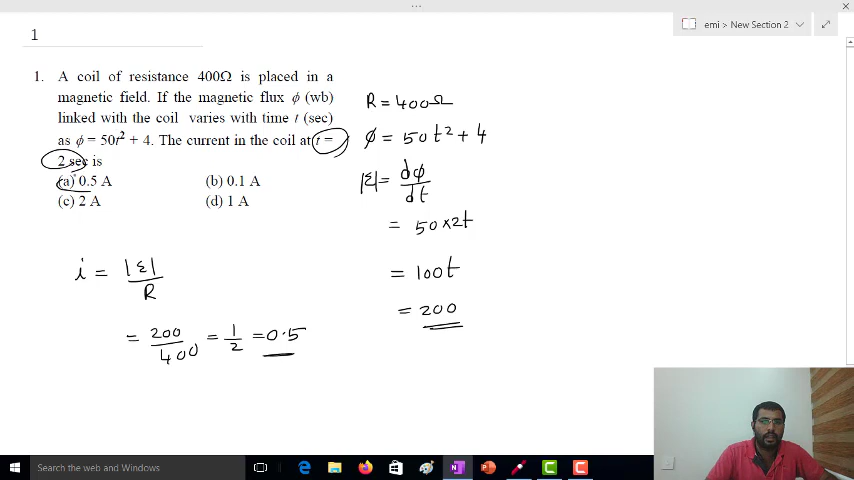 emi > New Section 2
1
1. A coil of resistance 400Ω is placed in a
magnetic field. If the magnetic flux ϕ (wb)
linked with the coil varies with time t (sec)
as ϕ = 50t² + 4. The current in the coil at t =
2 sec is
(a) 0.5 A (b) 0.1 A
(c) 2 A (d) 1 A
R = 400Ω
ϕ = 50t² + 4
|ε| = dϕ/dt
= 50×2t
= 100t
= 200
i = |ε|/R
= 200/400 = 1/2 = 0.5
Search the web and Windows